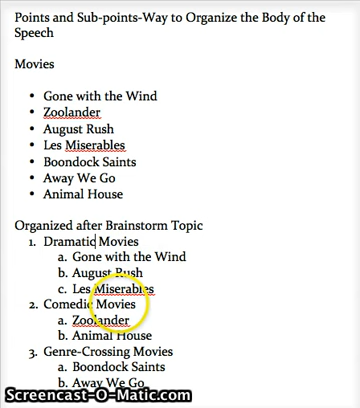 Points and Sub-points-Way to Organize the Body of the
Speech
Movies
• Gone with the Wind
• Zoolander
• August Rush
• Les Miserables
• Boondock Saints
• Away We Go
• Animal House
Organized after Brainstorm Topic
1. Dramatic Movies
a. Gone with the Wind
b. August Rush
c. Les Miserables
2. Comedic Movies
a. Zoolander
b. Animal House
3. Genre-Crossing Movies
a. Boondock Saints
b. Away We Go
Screencast-O-Matic.com